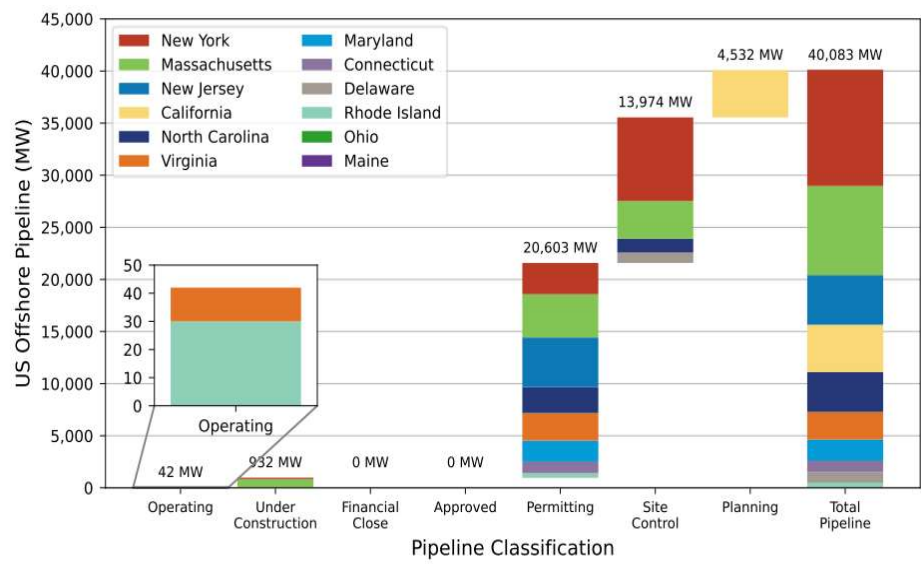 45,000
40,000
35,000
30,000
25,000
20,000
15,000
10,000
5,000
0
US Offshore Pipeline (MW)
New York
Massachusetts
New Jersey
California
North Carolina
Virginia
Maryland
Connecticut
Delaware
Rhode Island
Ohio
Maine
50
40
30
20
10
0
Operating
42 MW
932 MW
0 MW
0 MW
20,603 MW
13,974 MW
4,532 MW
40,083 MW
Operating
Under
Construction
Financial
Close
Approved
Permitting
Site
Control
Planning
Total
Pipeline
Pipeline Classification